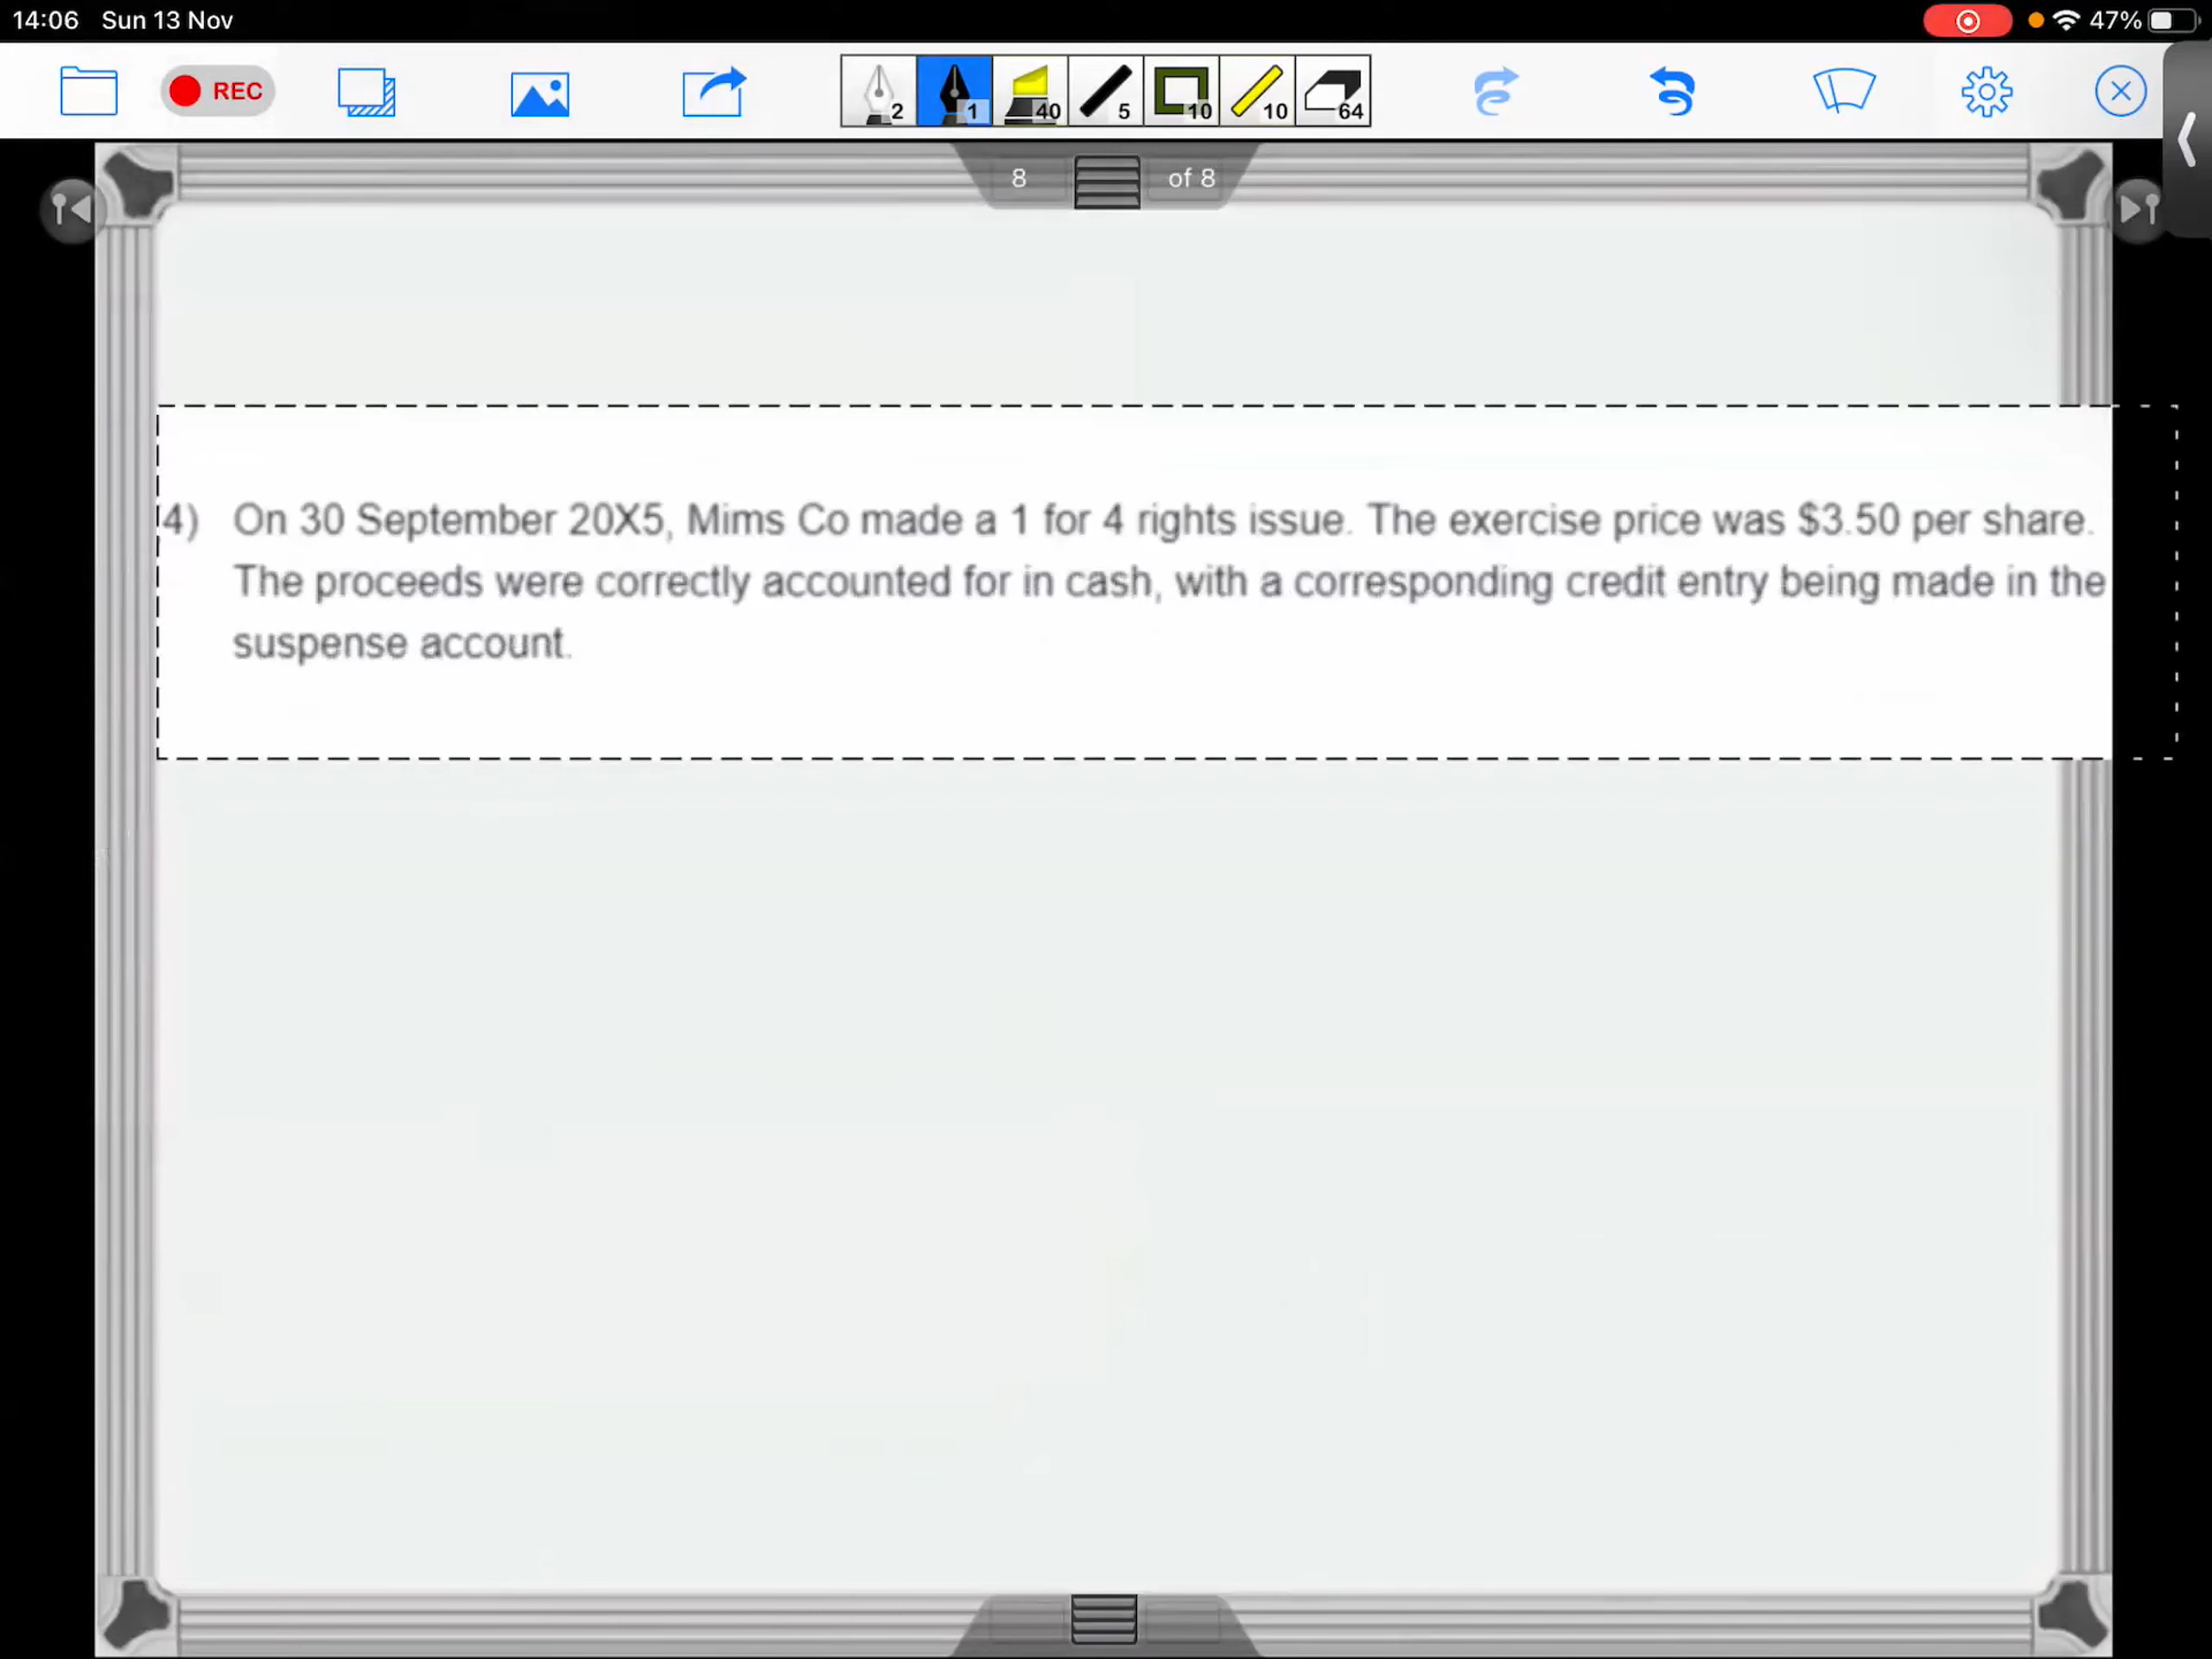 14:06 Sun 13 Nov 47%
REC 2 1 40 5 10 10 64
8 of 8
4) On 30 September 20X5, Mims Co made a 1 for 4 rights issue. The exercise price was $3.50 per share.
The proceeds were correctly accounted for in cash, with a corresponding credit entry being made in the
suspense account.